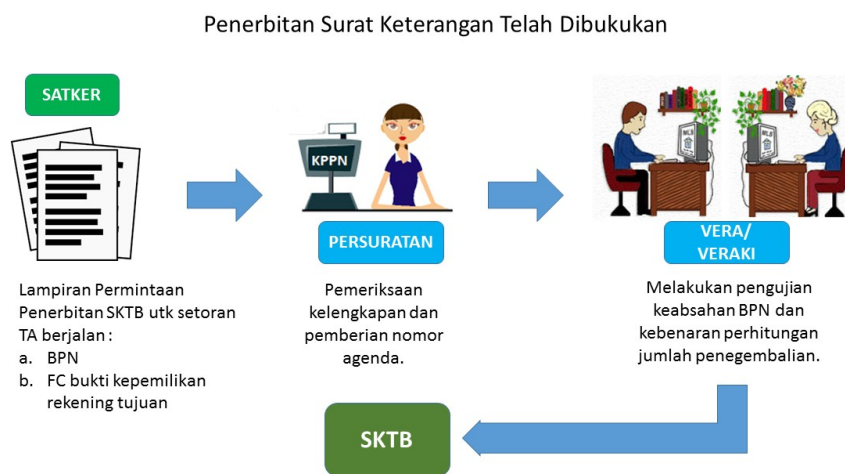 Penerbitan Surat Keterangan Telah Dibukukan
SATKER
Lampiran Permintaan
Penerbitan SKTB utk setoran
TA berjalan :
a. BPN
b. FC bukti kepemilikan
rekening tujuan
KPPN
PERSURATAN
Pemeriksaan
kelengkapan dan
pemberian nomor
agenda.
MLB
MLB
VERA/
VERAKI
Melakukan pengujian
keabsahan BPN dan
kebenaran perhitungan
jumlah penegembalian.
SKTB